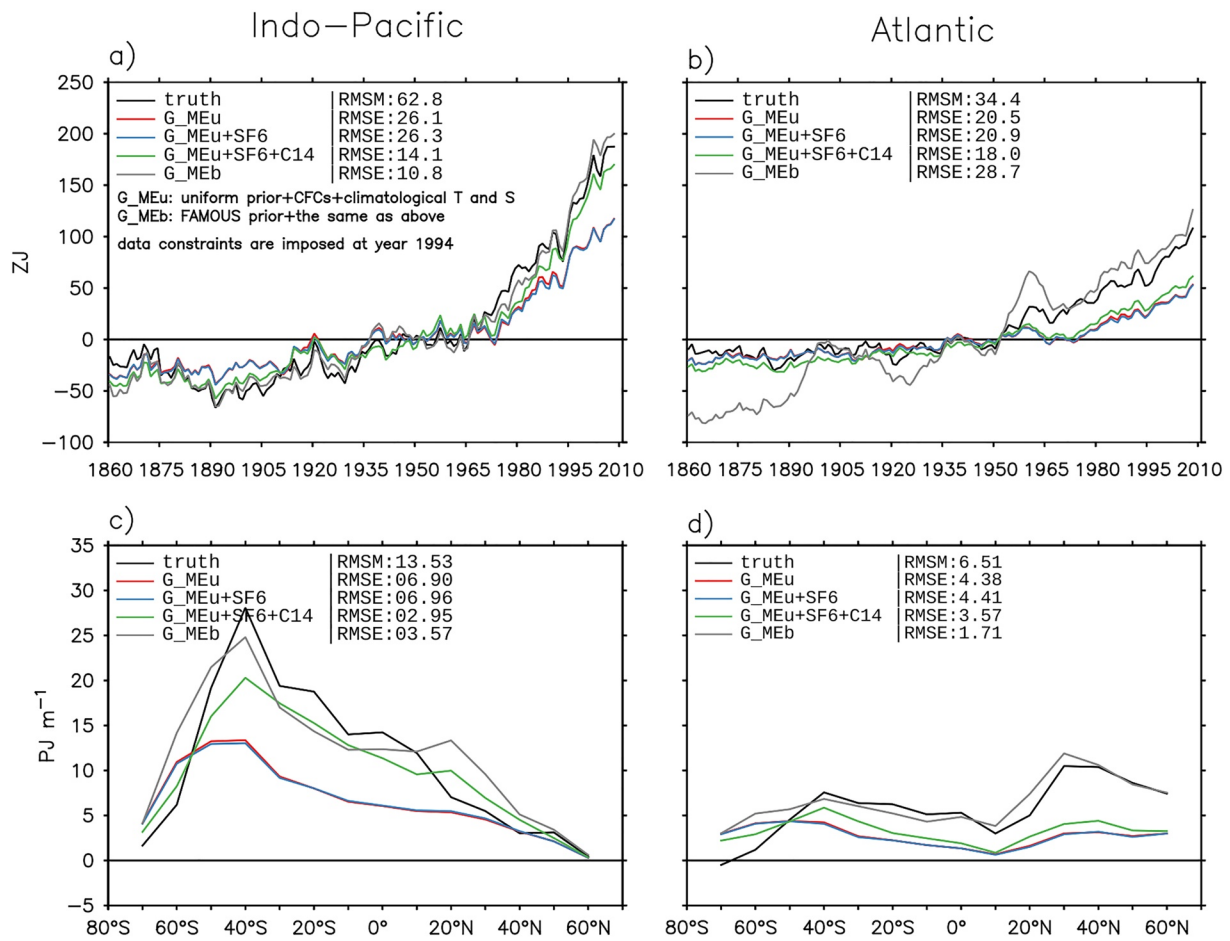 Indo-Pacific
Atlantic
a)
250
200
150
100
50
0
-50
-100
ZJ
truth |RMSM:62.8
G_MEu |RMSE:26.1
G_MEu+SF6 |RMSE:26.3
G_MEu+SF6+C14 |RMSE:14.1
G_MEb |RMSE:10.8
G_MEu: uniform prior+CFCs+climatological T and S
G_MEb: FAMOUS prior+the same as above
data constraints are imposed at year 1994
1860 1875 1890 1905 1920 1935 1950 1965 1980 1995 2010
b)
truth |RMSM:34.4
G_MEu |RMSE:20.5
G_MEu+SF6 |RMSE:20.9
G_MEu+SF6+C14 |RMSE:18.0
G_MEb |RMSE:28.7
1860 1875 1890 1905 1920 1935 1950 1965 1980 1995 2010
c)
35
30
25
20
15
10
5
0
-5
PJ m⁻¹
truth |RMSM:13.53
G_MEu |RMSE:06.90
G_MEu+SF6 |RMSE:06.96
G_MEu+SF6+C14 |RMSE:02.95
G_MEb |RMSE:03.57
80°S 60°S 40°S 20°S 0° 20°N 40°N 60°N
d)
truth |RMSM:6.51
G_MEu |RMSE:4.38
G_MEu+SF6 |RMSE:4.41
G_MEu+SF6+C14 |RMSE:3.57
G_MEb |RMSE:1.71
80°S 60°S 40°S 20°S 0° 20°N 40°N 60°N